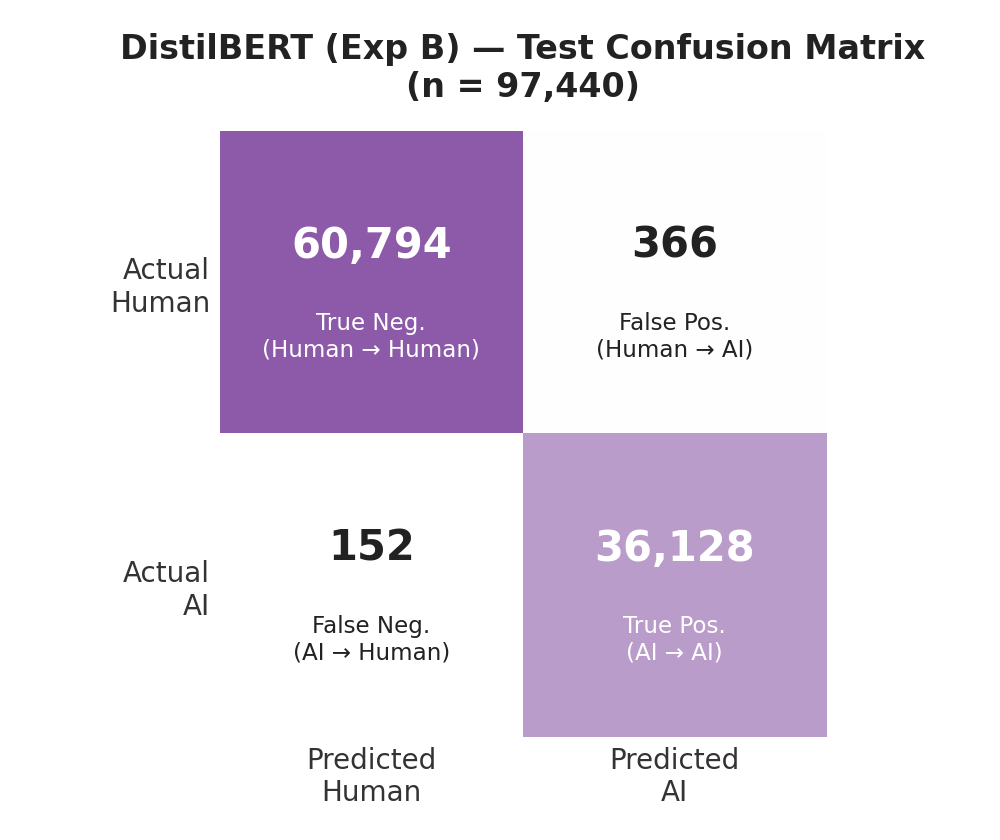 DistilBERT (Exp B) — Test Confusion Matrix
(n = 97,440)
Actual
Human
60,794
True Neg.
(Human → Human)
366
False Pos.
(Human → AI)
Actual
AI
152
False Neg.
(AI → Human)
36,128
True Pos.
(AI → AI)
Predicted
Human
Predicted
AI